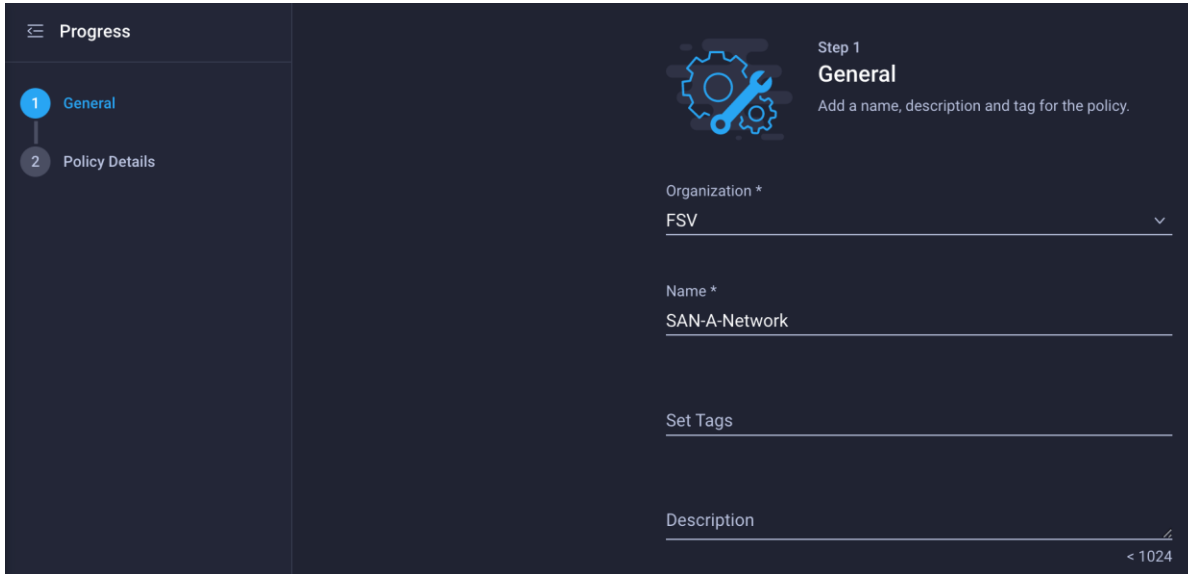 Progress
1 General
2 Policy Details
Step 1
General
Add a name, description and tag for the policy.
Organization *
FSV
Name *
SAN-A-Network
Set Tags
Description
< 1024